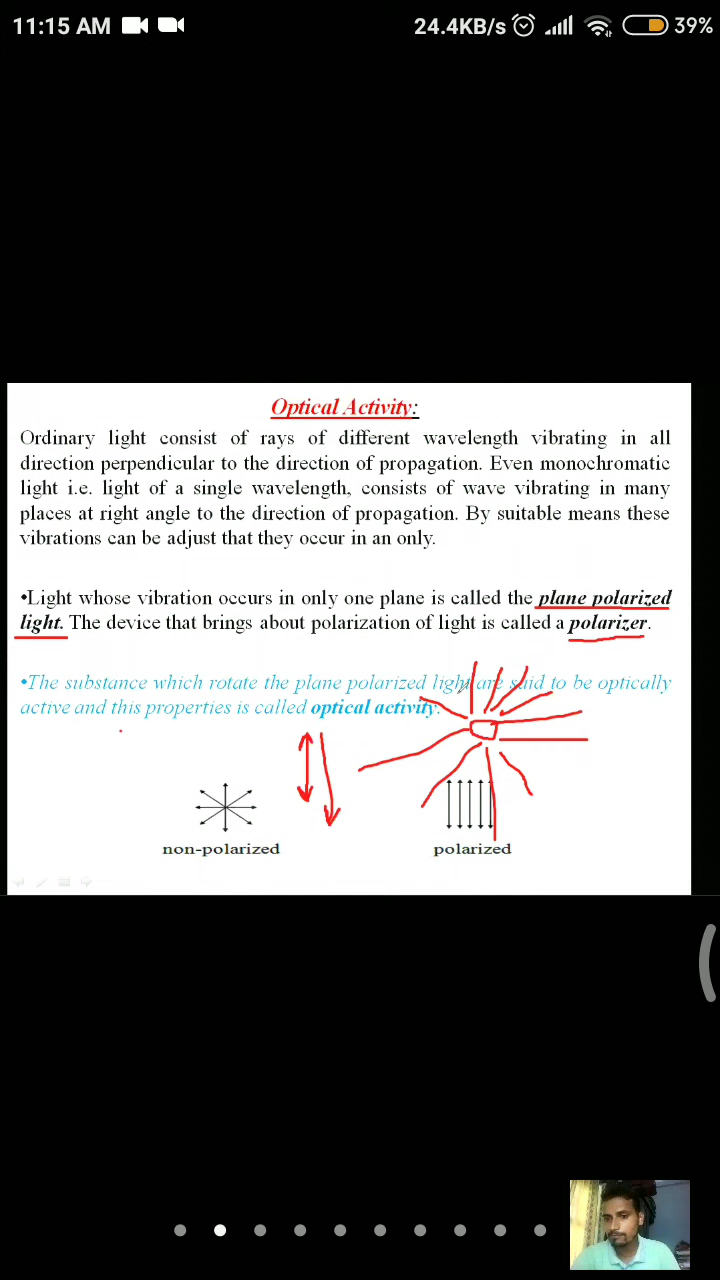 11:15 AM
24.4KB/s
39%
Optical Activity:
Ordinary light consist of rays of different wavelength vibrating in all
direction perpendicular to the direction of propagation. Even monochromatic
light i.e. light of a single wavelength, consists of wave vibrating in many
places at right angle to the direction of propagation. By suitable means these
vibrations can be adjust that they occur in an only.
•Light whose vibration occurs in only one plane is called the plane polarized
light. The device that brings about polarization of light is called a polarizer.
•The substance which rotate the plane polarized light are said to be optically
active and this properties is called optical activity.
non-polarized
polarized